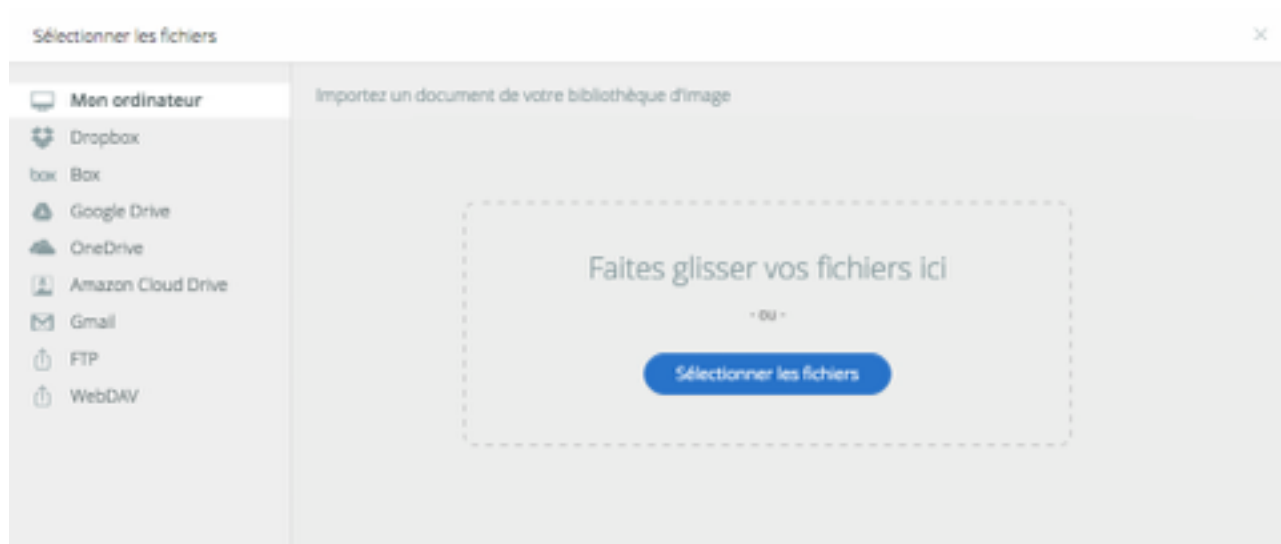 Sélectionner les fichiers
Mon ordinateur
Importez un document de votre bibliothèque d'image
Dropbox
box Box
Google Drive
OneDrive
Amazon Cloud Drive
Gmail
FTP
WebDAV
Faites glisser vos fichiers ici
- ou -
Sélectionner les fichiers